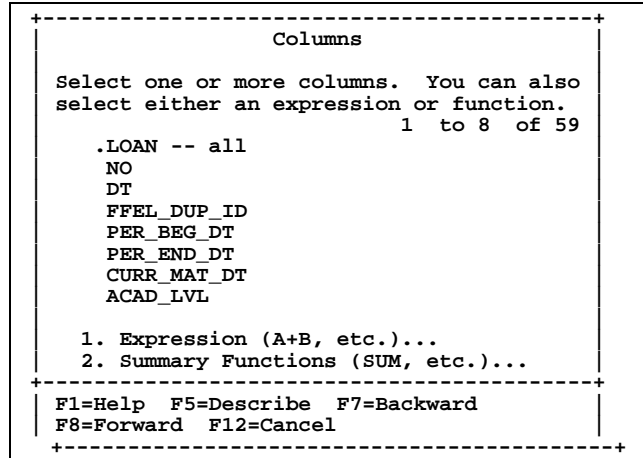 +-------------------------------------------+
| Columns |
| Select one or more columns. You can also |
| select either an expression or function. |
| 1 to 8 of 59 |
| .LOAN -- all |
| NO |
| DT |
| FFEL_DUP_ID |
| PER_BEG_DT |
| PER_END_DT |
| CURR_MAT_DT |
| ACAD_LVL |
| 1. Expression (A+B, etc.)... |
| 2. Summary Functions (SUM, etc.)... |
+-------------------------------------------+
| F1=Help F5=Describe F7=Backward |
| F8=Forward F12=Cancel |
+-------------------------------------------+